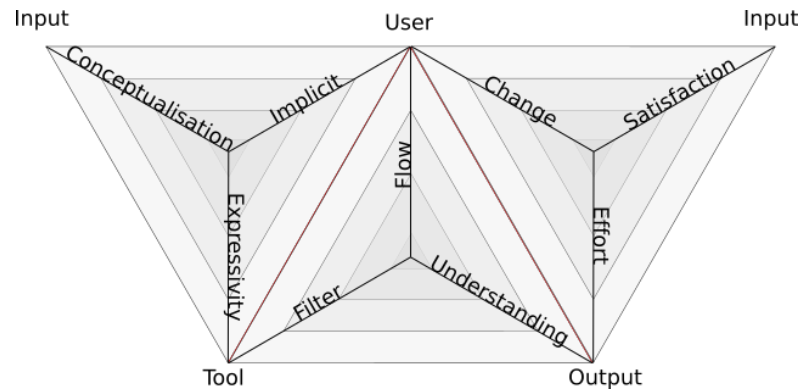 Input
User
Input
Conceptualisation
Implicit
Change
Satisfaction
Expressivity
Flow
Effort
Filter
Understanding
Tool
Output